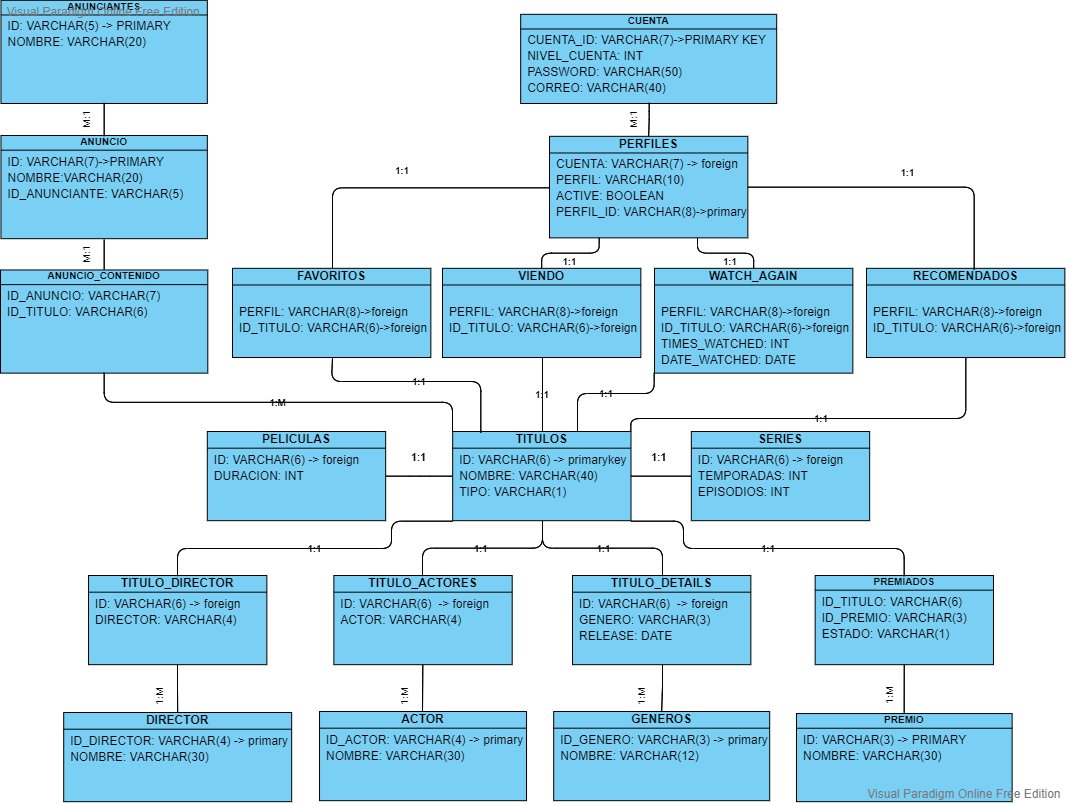 Visual Paradigm Online Free Edition
ANUNCIANTES
ID: VARCHAR(5) -> PRIMARY
NOMBRE: VARCHAR(20)
CUENTA
CUENTA_ID: VARCHAR(7)->PRIMARY KEY
NIVEL_CUENTA: INT
PASSWORD: VARCHAR(50)
CORREO: VARCHAR(40)
M:1
M:1
ANUNCIO
ID: VARCHAR(7)->PRIMARY
NOMBRE:VARCHAR(20)
ID_ANUNCIANTE: VARCHAR(5)
PERFILES
CUENTA: VARCHAR(7) -> foreign
PERFIL: VARCHAR(10)
ACTIVE: BOOLEAN
PERFIL_ID: VARCHAR(8)->primary
1:1
1:1
M:1
1:1
1:1
ANUNCIO_CONTENIDO
ID_ANUNCIO: VARCHAR(7)
ID_TITULO: VARCHAR(6)
FAVORITOS
PERFIL: VARCHAR(8)->foreign
ID_TITULO: VARCHAR(6)->foreign
VIENDO
PERFIL: VARCHAR(8)->foreign
ID_TITULO: VARCHAR(6)->foreign
WATCH_AGAIN
PERFIL: VARCHAR(8)->foreign
ID_TITULO: VARCHAR(6)->foreign
TIMES_WATCHED: INT
DATE_WATCHED: DATE
RECOMENDADOS
PERFIL: VARCHAR(8)->foreign
ID_TITULO: VARCHAR(6)->foreign
1:M
1:1
1:1
1:1
1:1
PELICULAS
ID: VARCHAR(6) -> foreign
DURACION: INT
1:1
TITULOS
ID: VARCHAR(6) -> primarykey
NOMBRE: VARCHAR(40)
TIPO: VARCHAR(1)
1:1
SERIES
ID: VARCHAR(6) -> foreign
TEMPORADAS: INT
EPISODIOS: INT
1:1
1:1
1:1
1:1
TITULO_DIRECTOR
ID: VARCHAR(6) -> foreign
DIRECTOR: VARCHAR(4)
TITULO_ACTORES
ID: VARCHAR(6) -> foreign
ACTOR: VARCHAR(4)
TITULO_DETAILS
ID: VARCHAR(6) -> foreign
GENERO: VARCHAR(3)
RELEASE: DATE
PREMIADOS
ID_TITULO: VARCHAR(6)
ID_PREMIO: VARCHAR(3)
ESTADO: VARCHAR(1)
1:M
1:M
1:M
1:M
DIRECTOR
ID_DIRECTOR: VARCHAR(4) -> primary
NOMBRE: VARCHAR(30)
ACTOR
ID_ACTOR: VARCHAR(4) -> primary
NOMBRE: VARCHAR(30)
GENEROS
ID_GENERO: VARCHAR(3) -> primary
NOMBRE: VARCHAR(12)
PREMIO
ID: VARCHAR(3) -> PRIMARY
NOMBRE: VARCHAR(30)
Visual Paradigm Online Free Edition